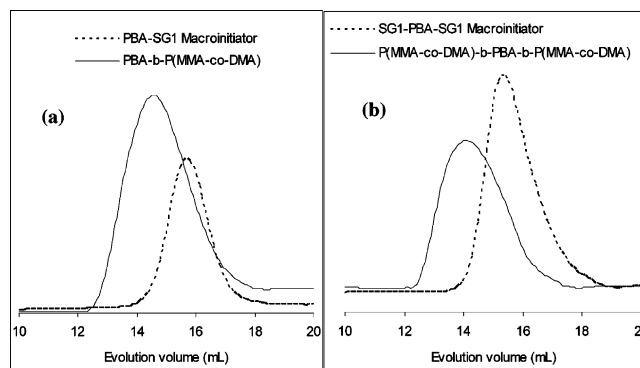 PBA-SG1 Macroinitiator
PBA-b-P(MMA-co-DMA)
(a)
10 12 14 16 18 20
Evolution volume (mL)
SG1-PBA-SG1 Macroinitiator
P(MMA-co-DMA)-b-PBA-b-P(MMA-co-DMA)
(b)
10 12 14 16 18 2
Evolution volume (mL)